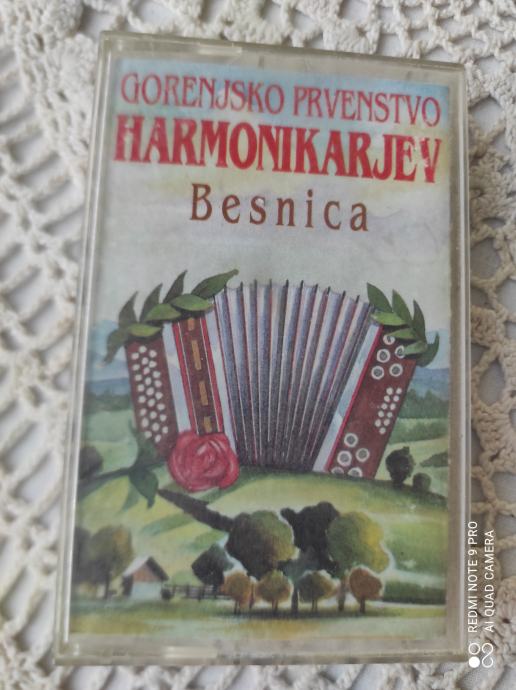 GORENJSKO PRVENSTVO
HARMONIKARJEV
Besnica
REDMI NOTE 9 PRO
AI QUAD CAMERA